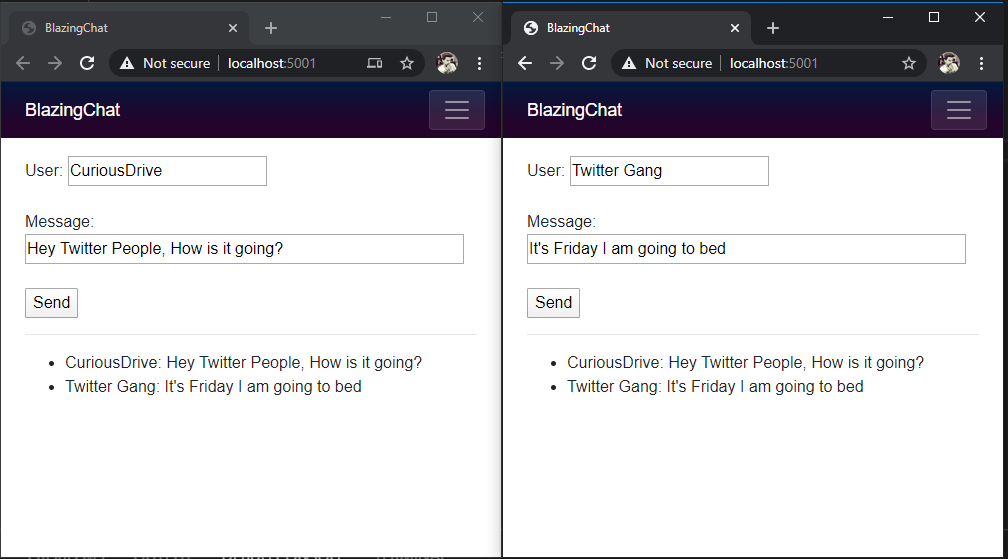 BlazingChat
Not secure localhost:5001
BlazingChat
User: CuriousDrive
Message:
Hey Twitter People, How is it going?
Send
CuriousDrive: Hey Twitter People, How is it going?
Twitter Gang: It's Friday I am going to bed
BlazingChat
Not secure localhost:5001
BlazingChat
User: Twitter Gang
Message:
It's Friday I am going to bed
Send
CuriousDrive: Hey Twitter People, How is it going?
Twitter Gang: It's Friday I am going to bed